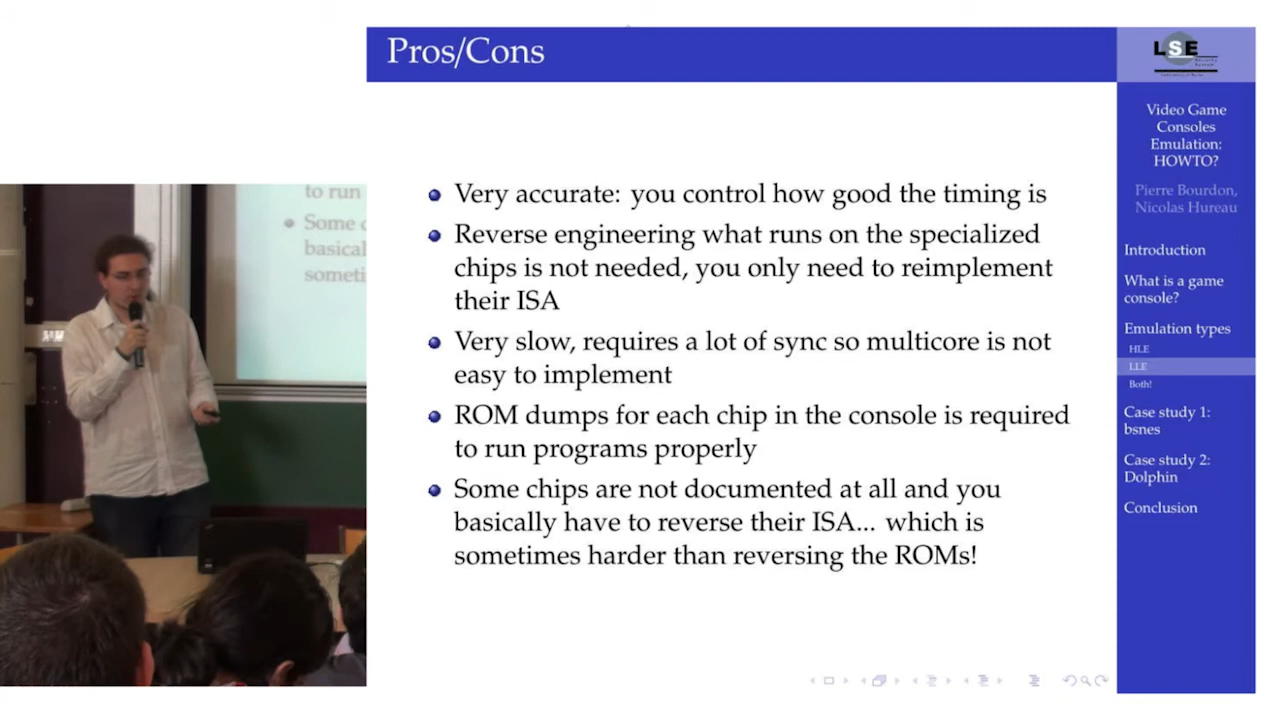 Pros/Cons
LSE
Video Game
Consoles
Emulation:
HOWTO?
Pierre Bourdon,
Nicolas Hureau
Introduction
What is a game
console?
Emulation types
HLE
LLE
Both!
Case study 1:
bsnes
Case study 2:
Dolphin
Conclusion
Very accurate: you control how good the timing is
Reverse engineering what runs on the specialized
chips is not needed, you only need to reimplement
their ISA
Very slow, requires a lot of sync so multicore is not
easy to implement
ROM dumps for each chip in the console is required
to run programs properly
Some chips are not documented at all and you
basically have to reverse their ISA... which is
sometimes harder than reversing the ROMs!
to run
Some
basical
someti